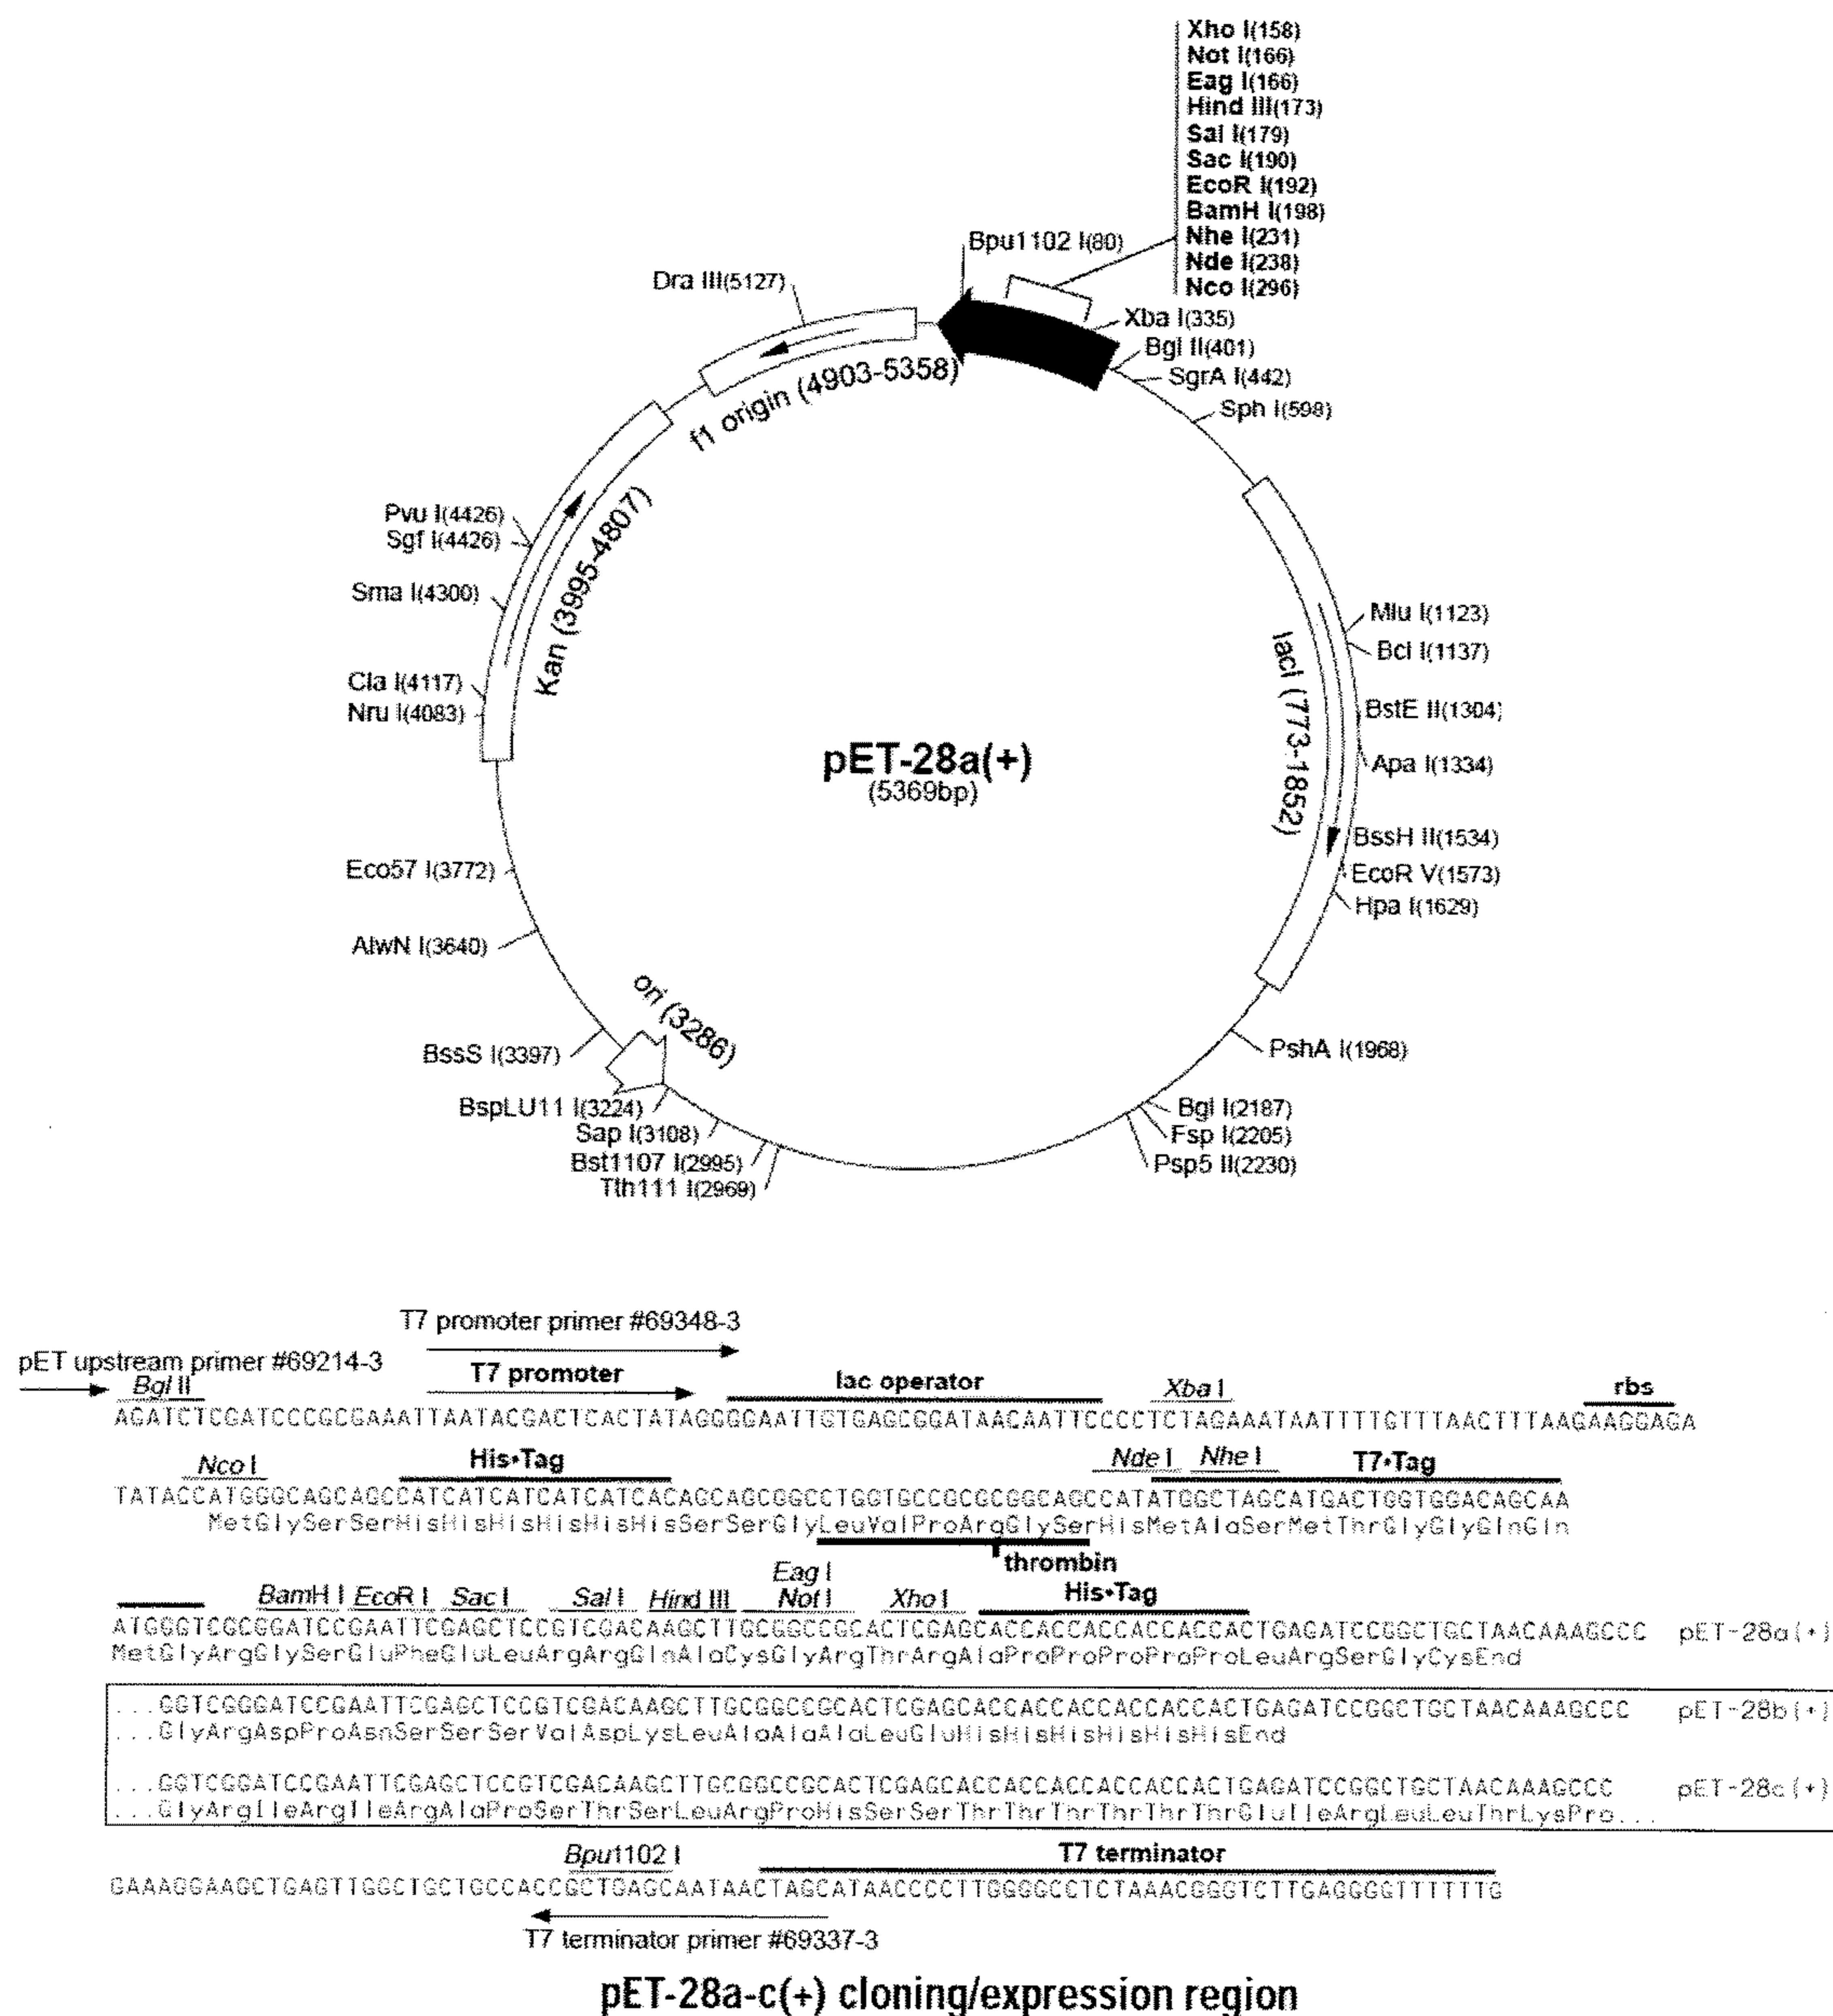 Xho I(158)
Not I(166)
Eag I(166)
Hind III(173)
Sal I(179)
Sac I(190)
EcoR I(192)
BamH I(198)
Nhe I(231)
Nde I(238)
Nco I(296)
Bpu1102 I(80)
Dra III(5127)
Xba I(335)
Bgl II(401)
SgrA I(442)
Sph I(598)
f1 origin (4903-5358)
Pvu I(4426)
Sgf I(4426)
Sma I(4300)
Kan (3995-4807)
Cla I(4117)
Nru I(4083)
Mlu I(1123)
Bcl I(1137)
lacI (773-1852)
BstE II(1304)
Apa I(1334)
pET-28a(+)
(5369bp)
BssH II(1534)
EcoR V(1573)
Hpa I(1629)
Eco57 I(3772)
AlwN I(3640)
ori (3286)
BssS I(3397)
PshA I(1968)
BspLU11 I(3224)
Sap I(3108)
Bst1107 I(2995)
Tth111 I(2969)
Bgl I(2187)
Fsp I(2205)
Psp5 II(2230)
T7 promoter primer #69348-3
pET upstream primer #69214-3
Bgl II T7 promoter lac operator Xba I rbs
AGATCTCGATCCCGCGAAATTAATACGACTCACTATAGGGGAATTGTGAGCGGATAACAATTCCCCTCTAGAAATAATTTTGTTTAACTTTAAGAAGGAGA
Nco I His•Tag Nde I Nhe I T7•Tag
TATACCATGGGCAGCAGCCATCATCATCATCATCACAGCAGCGGCCTGGTGCCGCGCGGCAGCCATATGGCTAGCATGACTGGTGGACAGCAA
MetGlySerSerHisHisHisHisHisHisSerSerGlyLeuValProArgGlySerHisMetAlaSerMetThrGlyGlyGlnGln
thrombin
Eag I
BamH I EcoR I Sac I Sal I Hind III Not I Xho I His•Tag
ATGGGTCGCGGATCCGAATTCGAGCTCCGTCGACAAGCTTGCGGCCGCACTCGAGCACCACCACCACCACCACTGAGATCCGGCTGCTAACAAAGCCC pET-28a(+)
MetGlyArgGlySerGluPheGluLeuArgArgGlnAlaCysGlyArgThrArgAlaProProProProProLeuArgSerGlyCysEnd
...GGTCGGGATCCGAATTCGAGCTCCGTCGACAAGCTTGCGGCCGCACTCGAGCACCACCACCACCACCACTGAGATCCGGCTGCTAACAAAGCCC pET-28b(+)
...GlyArgAspProAsnSerSerSerValAspLysLeuAlaAlaAlaLeuGluHisHisHisHisHisHisEnd
...GGTCGGATCCGAATTCGAGCTCCGTCGACAAGCTTGCGGCCGCACTCGAGCACCACCACCACCACCACTGAGATCCGGCTGCTAACAAAGCCC pET-28c(+)
...GlyArgIleArgIleArgAlaProSerThrSerLeuArgProHisSerSerThrThrThrThrThrThrGluIleArgLeuLeuThrLysPro...
Bpu1102 I T7 terminator
GAAAGGAAGCTGAGTTGGCTGCTGCCACCGCTGAGCAATAACTAGCATAACCCCTTGGGGCCTCTAAACGGGTCTTGAGGGGTTTTTTG
T7 terminator primer #69337-3
pET-28a-c(+) cloning/expression region